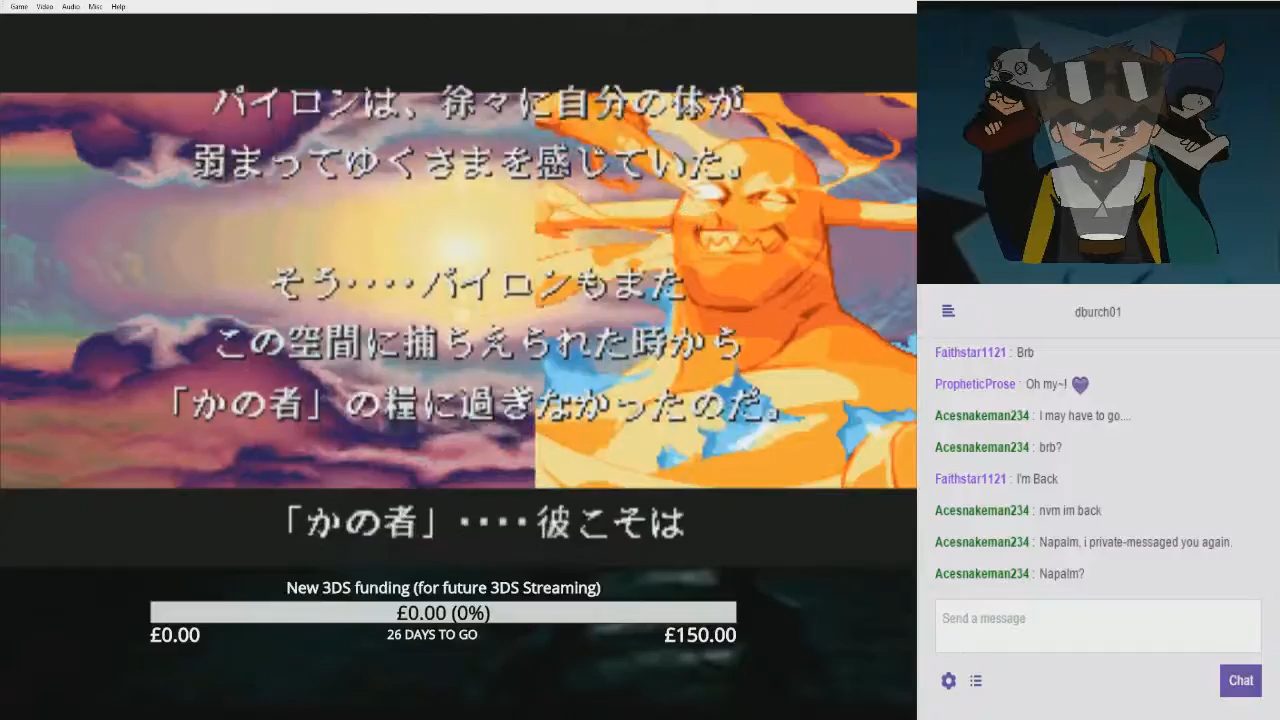 Game Video Audio Misc Help
パイロンは、徐々に自分の体が
弱まってゆくさまを感じていた。
そう・・・・パイロンもまた
この空間に捕らえられた時から
「かの者」の糧に過ぎなかったのだ。
「かの者」・・・・彼こそは
New 3DS funding (for future 3DS Streaming)
£0.00 (0%)
£0.00 26 DAYS TO GO £150.00
dburch01
Faithstar1121 : Brb
PropheticProse : Oh my~!
Acesnakeman234 : I may have to go....
Acesnakeman234 : brb?
Faithstar1121 : I'm Back
Acesnakeman234 : nvm im back
Acesnakeman234 : Napalm, i private-messaged you again.
Acesnakeman234 : Napalm?
Send a message
Chat